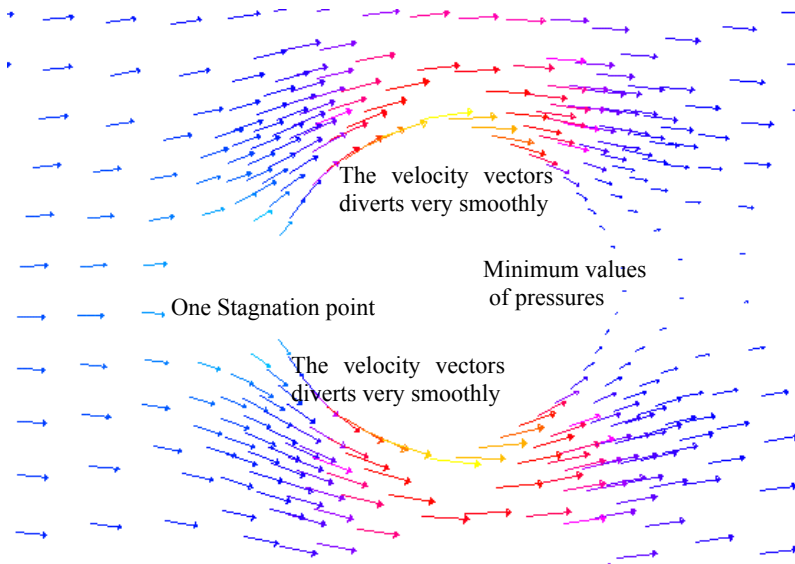 The velocity vectors
diverts very smoothly
Minimum values
of pressures
One Stagnation point
The velocity vectors
diverts very smoothly